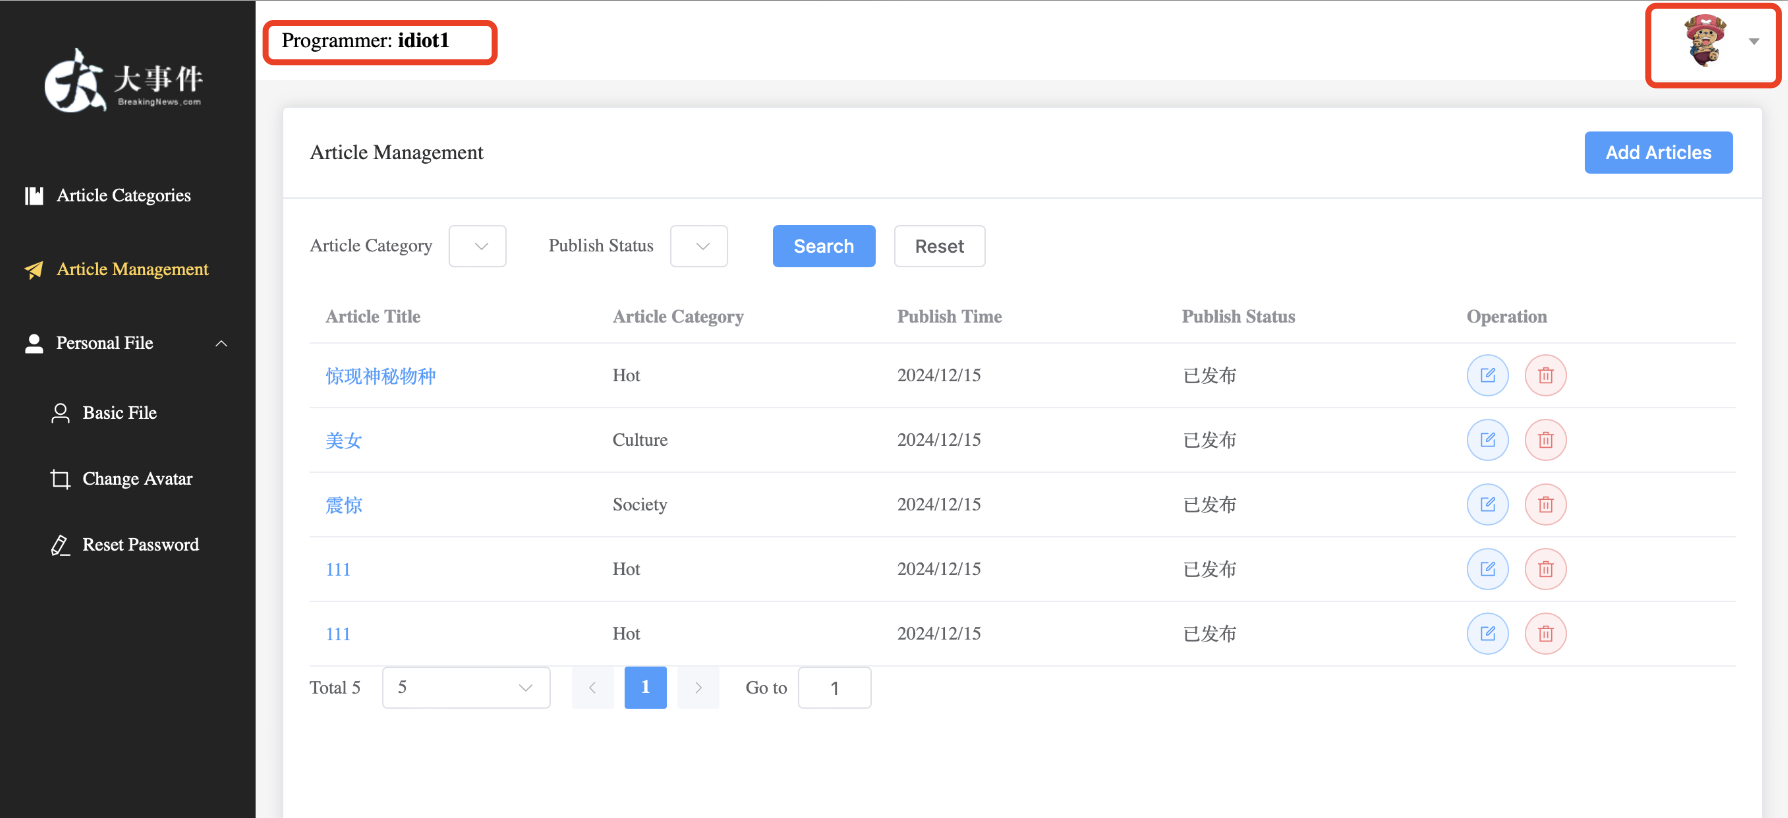 大事件
BreakingNews.com
Article Categories
Article Management
Personal File
Basic File
Change Avatar
Reset Password
Programmer: idiot1
Article Management
Add Articles
Article Category
Publish Status
Search
Reset
Article Title Article Category Publish Time Publish Status Operation
惊现神秘物种 Hot 2024/12/15 已发布
美女 Culture 2024/12/15 已发布
震惊 Society 2024/12/15 已发布
111 Hot 2024/12/15 已发布
111 Hot 2024/12/15 已发布
Total 5 5 1 Go to 1